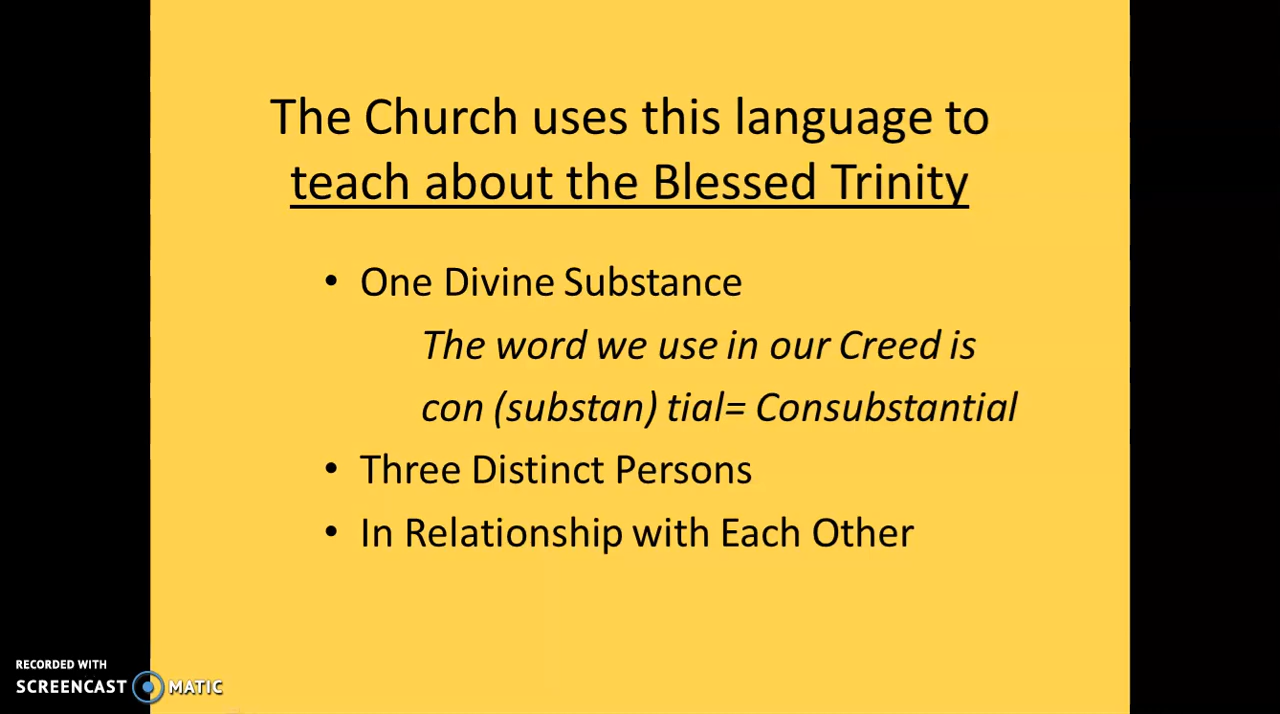 The Church uses this language to
teach about the Blessed Trinity
• One Divine Substance
The word we use in our Creed is
con (substan) tial= Consubstantial
• Three Distinct Persons
• In Relationship with Each Other
RECORDED WITH
SCREENCAST MATIC